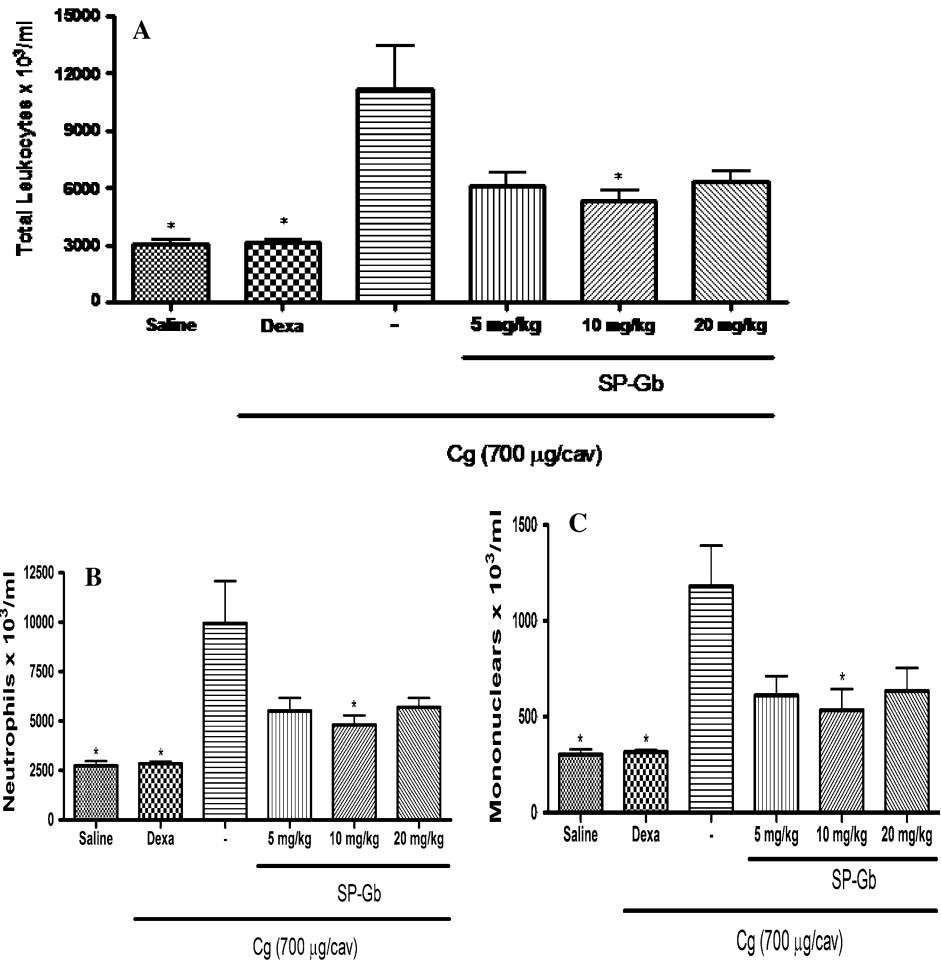 A
Total Leukocytes x 10³/ml
15000
12000
9000
6000
3000
0
* * *
Saline Dexa - 5 mg/kg 10 mg/kg 20 mg/kg
SP-Gb
Cg (700 µg/cav)
B
Neutrophils x 10³/ml
12500
10000
7500
5000
2500
0
* * *
Saline Dexa - 5 mg/kg 10 mg/kg 20 mg/kg
SP-Gb
Cg (700 µg/cav)
C
Mononuclears x 10³/ml
1500
1000
500
0
* * *
Saline Dexa - 5 mg/kg 10 mg/kg 20 mg/kg
SP-Gb
Cg (700 µg/cav)